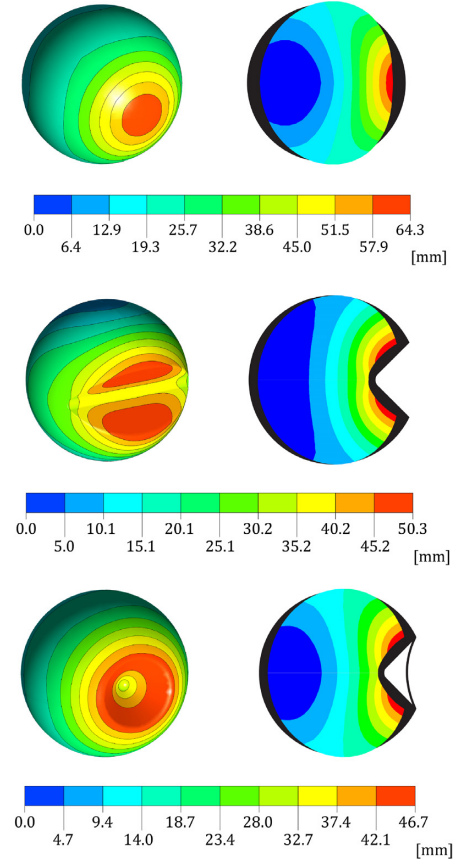 0.0 12.9 25.7 38.6 51.5 64.3
6.4 19.3 32.2 45.0 57.9
[mm]
0.0 10.1 20.1 30.2 40.2 50.3
5.0 15.1 25.1 35.2 45.2
[mm]
0.0 9.4 18.7 28.0 37.4 46.7
4.7 14.0 23.4 32.7 42.1
[mm]